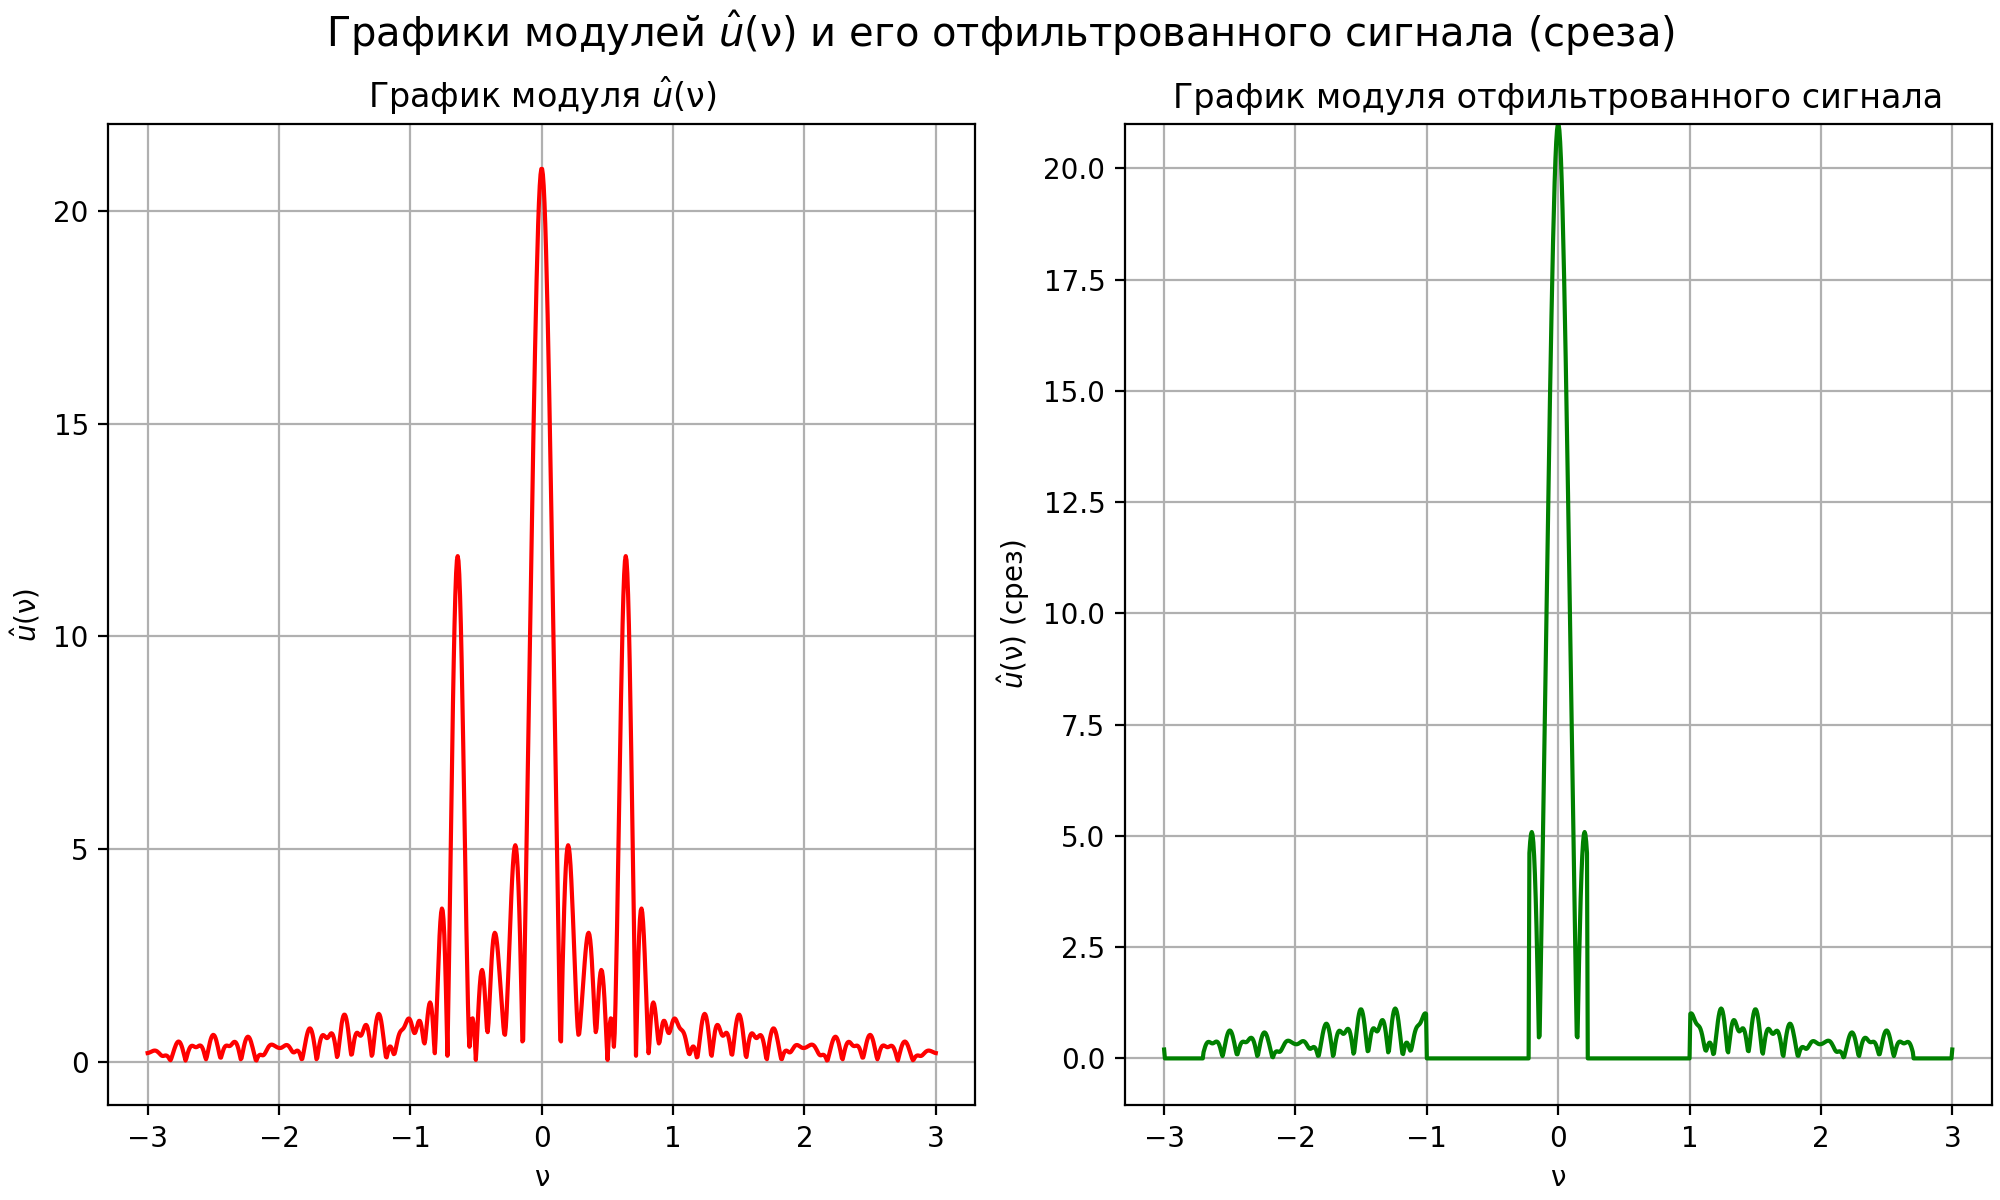 Графики модулей û(ν) и его отфильтрованного сигнала (среза)
График модуля û(ν)
20
15
10
5
0
û(ν)
−3 −2 −1 0 1 2 3
ν
График модуля отфильтрованного сигнала
20.0
17.5
15.0
12.5
10.0
7.5
5.0
2.5
0.0
û(ν) (срез)
−3 −2 −1 0 1 2 3
ν